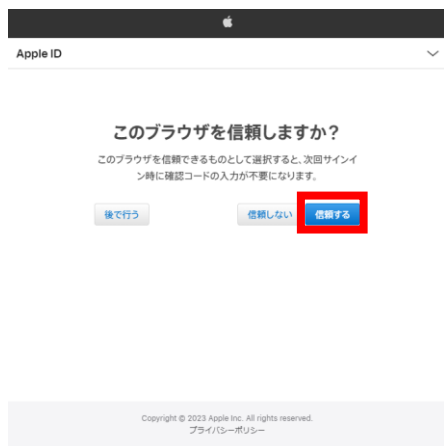 Apple ID
このブラウザを信頼しますか？
このブラウザを信頼できるものとして選択すると、次回サインイ
ン時に確認コードの入力が不要になります。
後で行う 信頼しない 信頼する
Copyright © 2023 Apple Inc. All rights reserved.
プライバシーポリシー